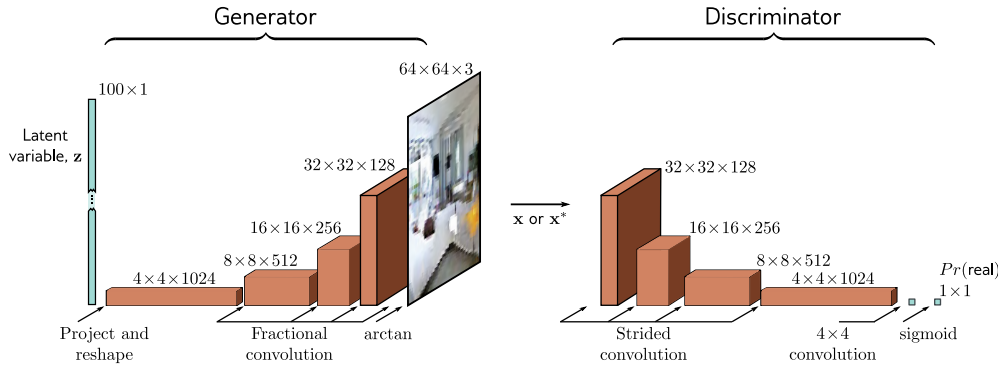 Generator
Discriminator
64×64×3
100×1
Latent
variable, z
32×32×128
16×16×256
8×8×512
4×4×1024
Project and
reshape
Fractional
convolution
arctan
x or x*
32×32×128
16×16×256
8×8×512
4×4×1024
Pr(real)
1×1
Strided
convolution
4×4
convolution
sigmoid